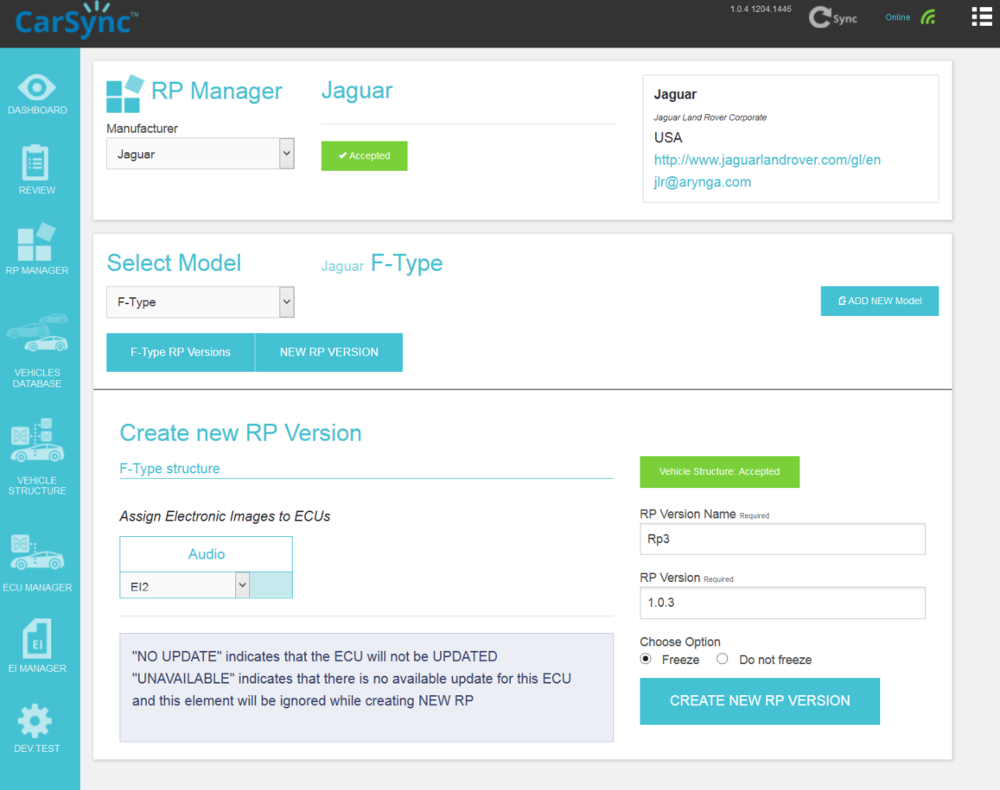 CarSync™
1.0.4 1204.1446
Sync
Online
DASHBOARD
REVIEW
RP MANAGER
VEHICLES
DATABASE
VEHICLE
STRUCTURE
ECU MANAGER
EI
EI MANAGER
DEV.TEST
RP Manager
Manufacturer
Jaguar
Jaguar
Accepted
Jaguar
Jaguar Land Rover Corporate
USA
http://www.jaguarlandrover.com/gl/en
jlr@arynga.com
Select Model
F-Type
Jaguar F-Type
ADD NEW Model
F-Type RP Versions
NEW RP VERSION
Create new RP Version
F-Type structure
Assign Electronic Images to ECUs
Audio
EI2
"NO UPDATE" indicates that the ECU will not be UPDATED
"UNAVAILABLE" indicates that there is no available update for this ECU
and this element will be ignored while creating NEW RP
Vehicle Structure: Accepted
RP Version Name Required
Rp3
RP Version Required
1.0.3
Choose Option
Freeze
Do not freeze
CREATE NEW RP VERSION